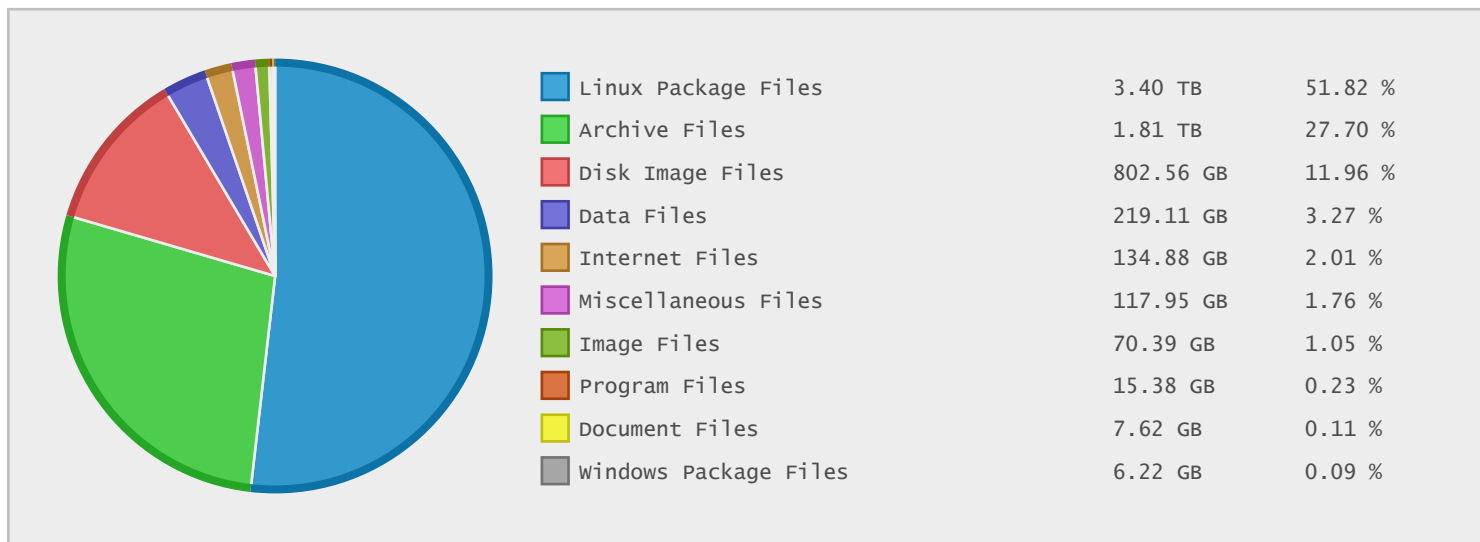 Linux Package Files 3.40 TB 51.82 %
Archive Files 1.81 TB 27.70 %
Disk Image Files 802.56 GB 11.96 %
Data Files 219.11 GB 3.27 %
Internet Files 134.88 GB 2.01 %
Miscellaneous Files 117.95 GB 1.76 %
Image Files 70.39 GB 1.05 %
Program Files 15.38 GB 0.23 %
Document Files 7.62 GB 0.11 %
Windows Package Files 6.22 GB 0.09 %